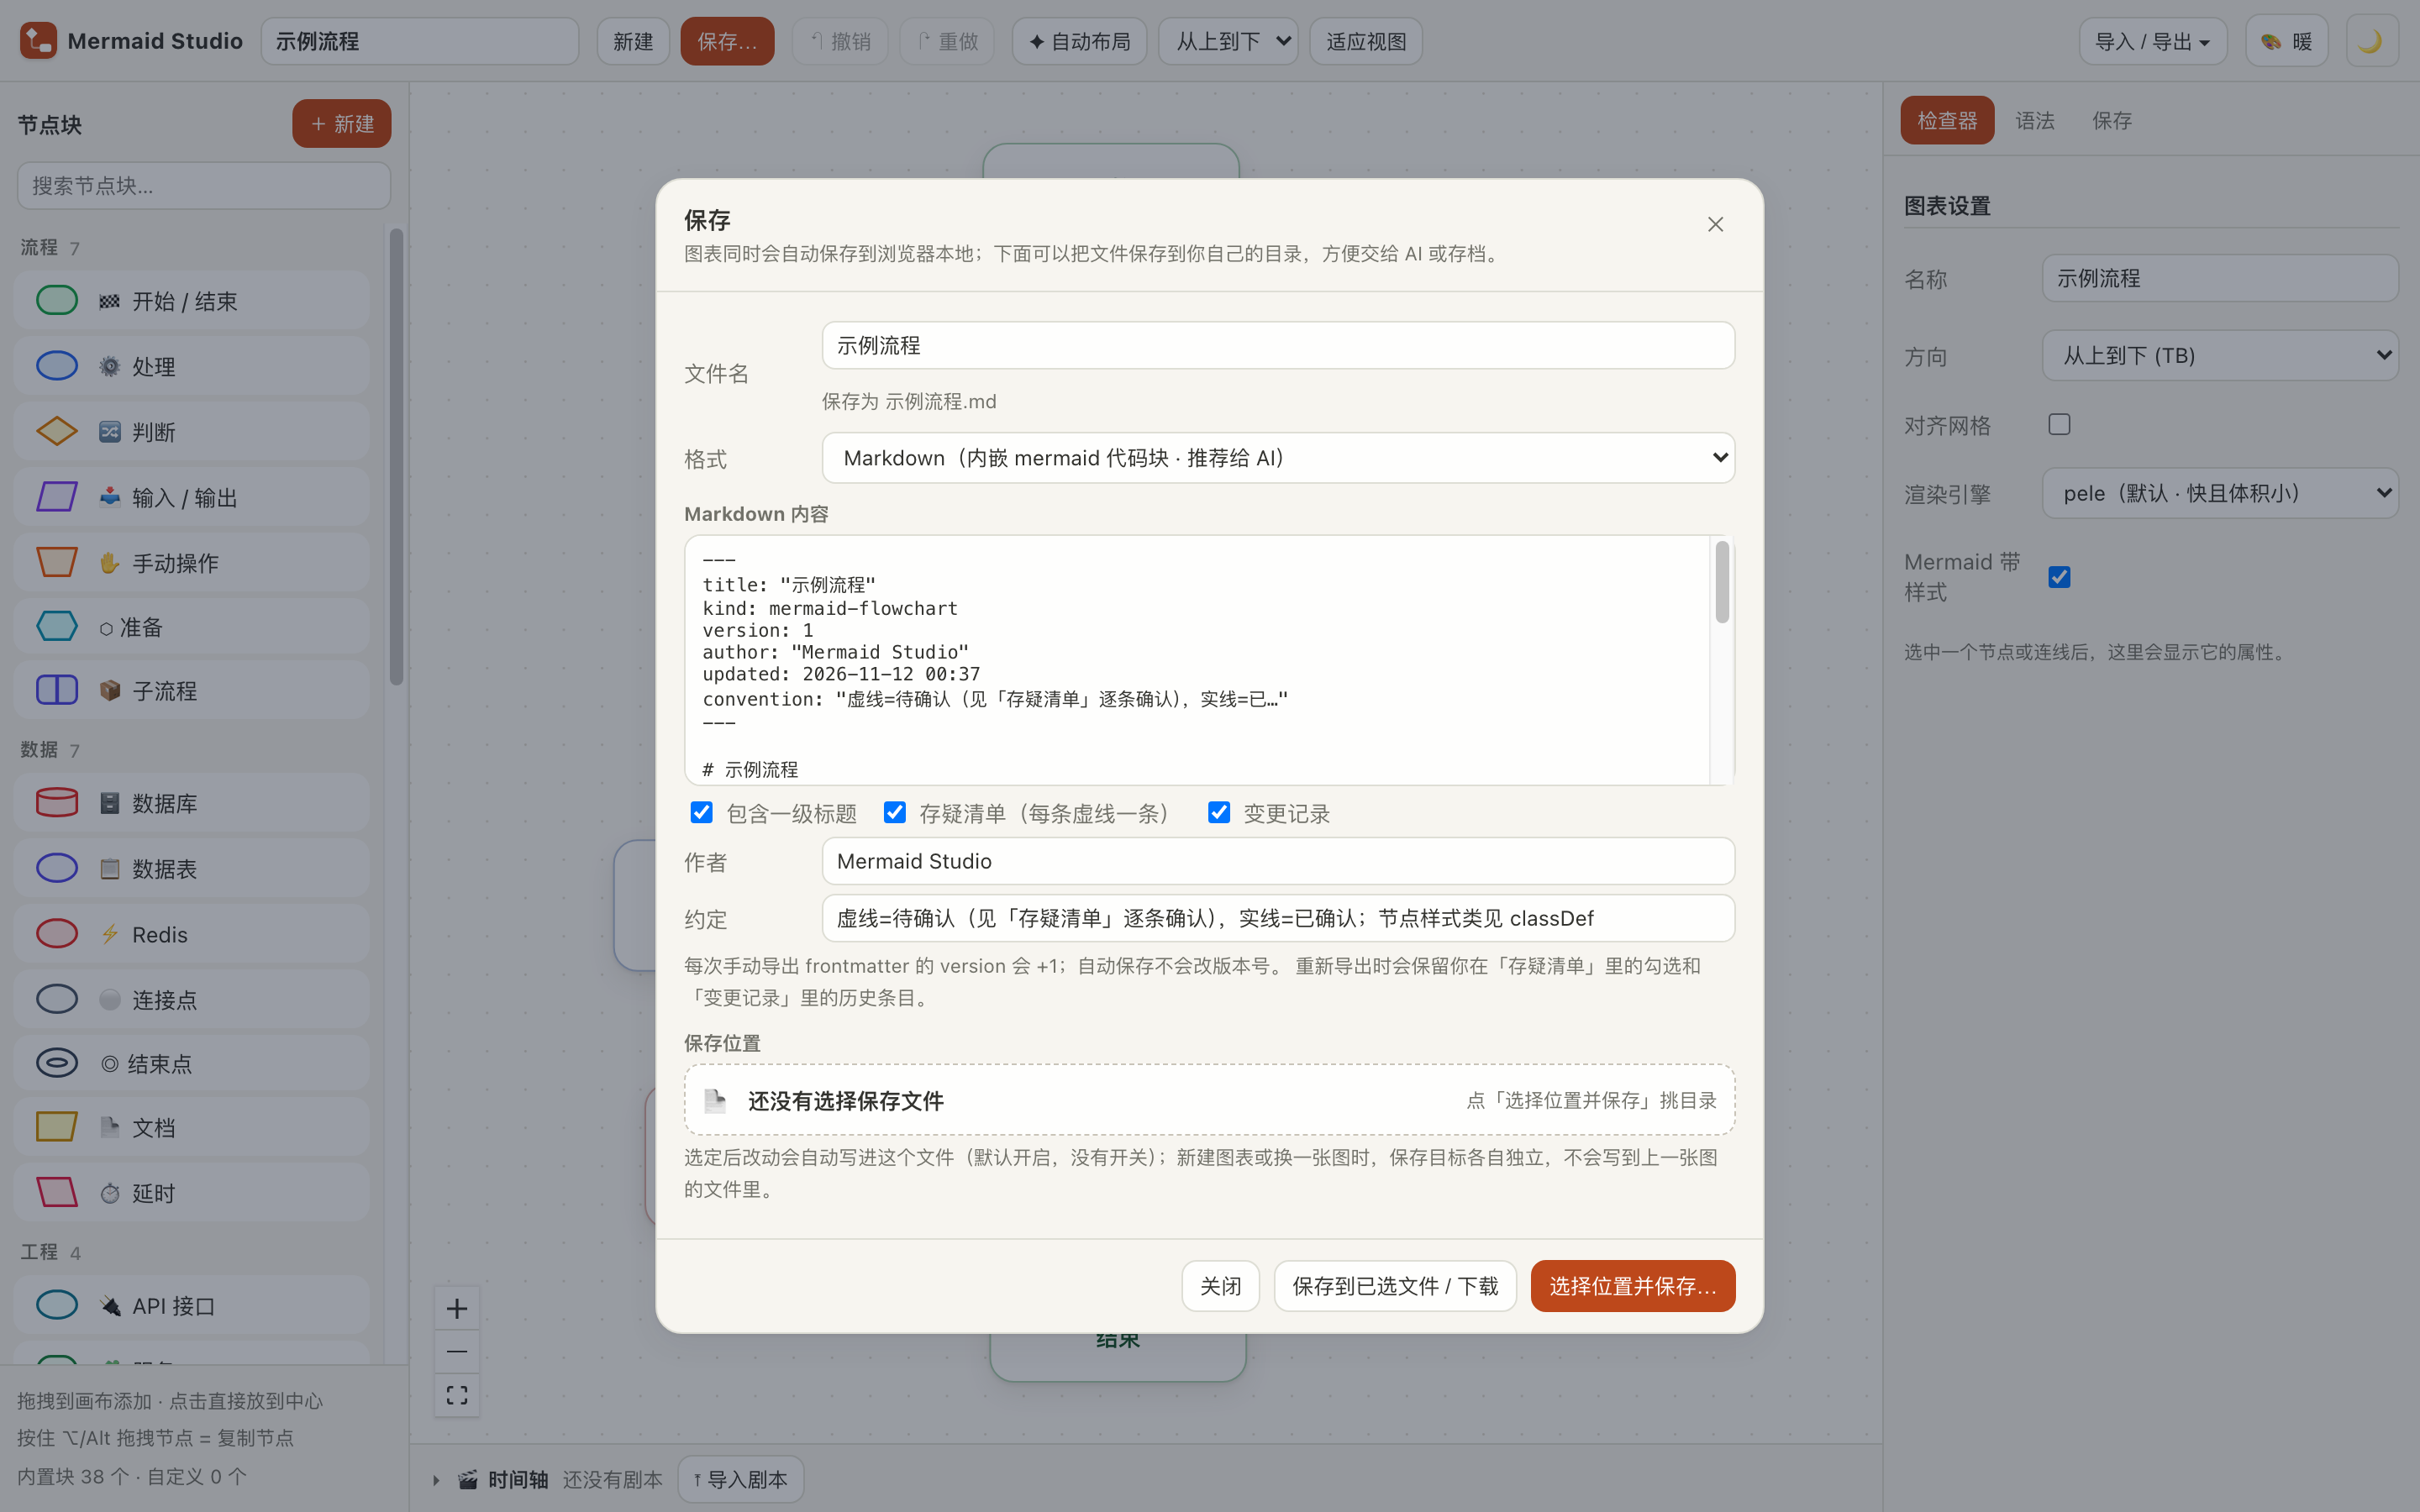 Mermaid Studio
示例流程
新建
保存…
撤销
重做
自动布局
从上到下
适应视图
导入 / 导出
暖
节点块
+ 新建
搜索节点块...
流程 7
开始 / 结束
处理
判断
输入 / 输出
手动操作
准备
子流程
数据 7
数据库
数据表
Redis
连接点
结束点
文档
延时
工程 4
API 接口
拖拽到画布添加 · 点击直接放到中心
按住 ⌥/Alt 拖拽节点 = 复制节点
内置块 38 个 · 自定义 0 个
保存
图表同时会自动保存到浏览器本地；下面可以把文件保存到你自己的目录，方便交给 AI 或存档。
文件名
示例流程
保存为 示例流程.md
格式
Markdown（内嵌 mermaid 代码块 · 推荐给 AI）
Markdown 内容
---
title: "示例流程"
kind: mermaid-flowchart
version: 1
author: "Mermaid Studio"
updated: 2026-11-12 00:37
convention: "虚线=待确认（见「存疑清单」逐条确认），实线=已…"
---
# 示例流程
包含一级标题
存疑清单（每条虚线一条）
变更记录
作者
Mermaid Studio
约定
虚线=待确认（见「存疑清单」逐条确认），实线=已确认；节点样式类见 classDef
每次手动导出 frontmatter 的 version 会 +1；自动保存不会改版本号。 重新导出时会保留你在「存疑清单」里的勾选和
「变更记录」里的历史条目。
保存位置
还没有选择保存文件
点「选择位置并保存」挑目录
选定后改动会自动写进这个文件（默认开启，没有开关）；新建图表或换一张图时，保存目标各自独立，不会写到上一张图
的文件里。
关闭
保存到已选文件 / 下载
选择位置并保存…
结束
时间轴
还没有剧本
导入剧本
检查器
语法
保存
图表设置
名称
示例流程
方向
从上到下 (TB)
对齐网格
渲染引擎
pele（默认 · 快且体积小）
Mermaid 带
样式
选中一个节点或连线后，这里会显示它的属性。